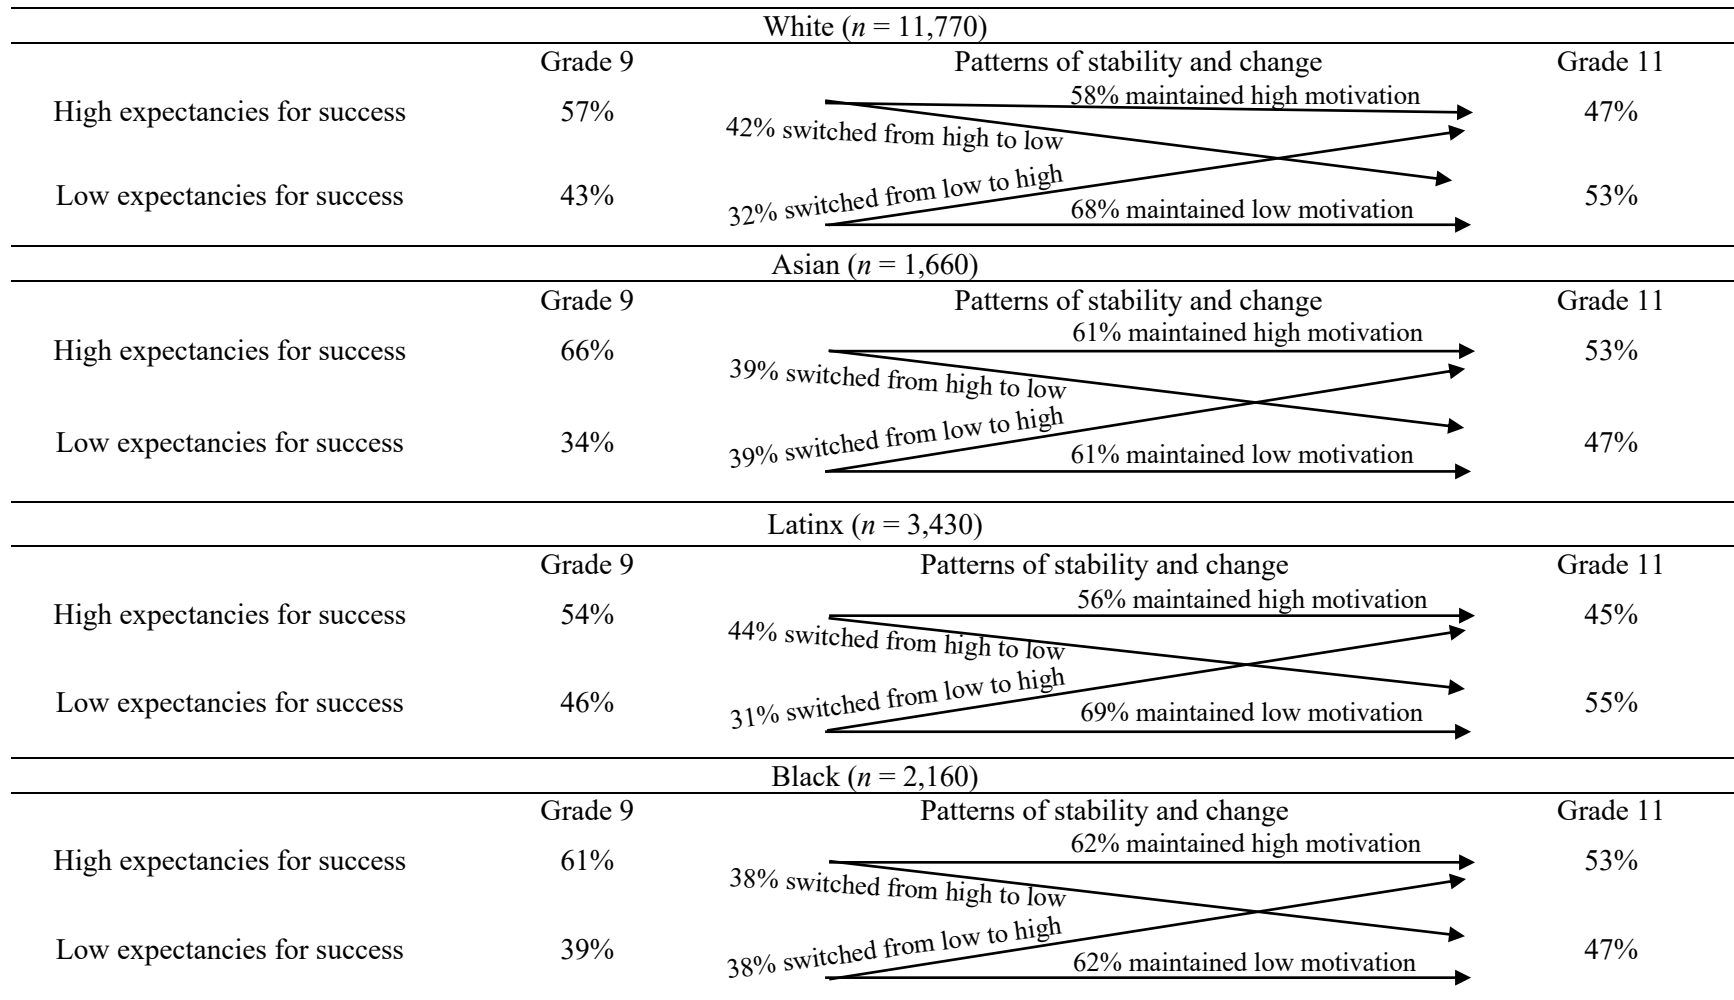 White (n = 11,770)
Grade 9 Patterns of stability and change Grade 11
58% maintained high motivation
High expectancies for success 57% 47%
42% switched from high to low
32% switched from low to high
Low expectancies for success 43% 53%
68% maintained low motivation
Asian (n = 1,660)
Grade 9 Patterns of stability and change Grade 11
61% maintained high motivation
High expectancies for success 66% 53%
39% switched from high to low
39% switched from low to high
Low expectancies for success 34% 47%
61% maintained low motivation
Latinx (n = 3,430)
Grade 9 Patterns of stability and change Grade 11
56% maintained high motivation
High expectancies for success 54% 45%
44% switched from high to low
31% switched from low to high
Low expectancies for success 46% 55%
69% maintained low motivation
Black (n = 2,160)
Grade 9 Patterns of stability and change Grade 11
62% maintained high motivation
High expectancies for success 61% 53%
38% switched from high to low
38% switched from low to high
Low expectancies for success 39% 47%
62% maintained low motivation